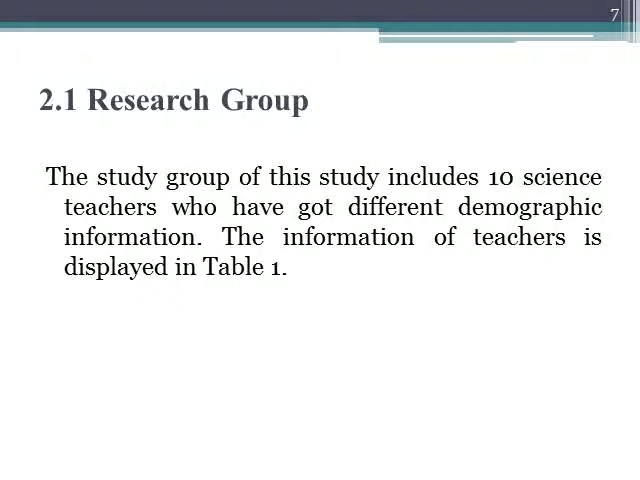 7
2.1 Research Group
The study group of this study includes 10 science
teachers who have got different demographic
information. The information of teachers is
displayed in Table 1.